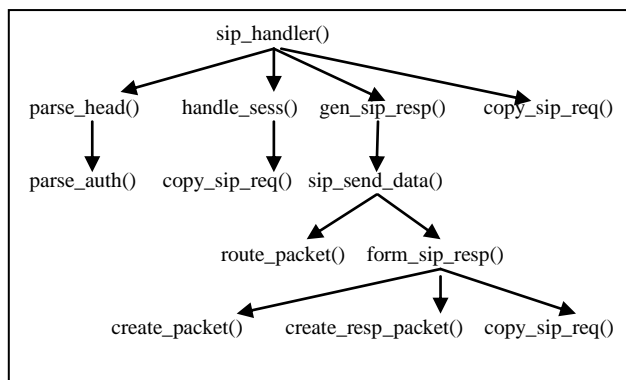 sip_handler()
parse_head() handle_sess() gen_sip_resp() copy_sip_req()
parse_auth() copy_sip_req() sip_send_data()
route_packet() form_sip_resp()
create_packet() create_resp_packet() copy_sip_req()